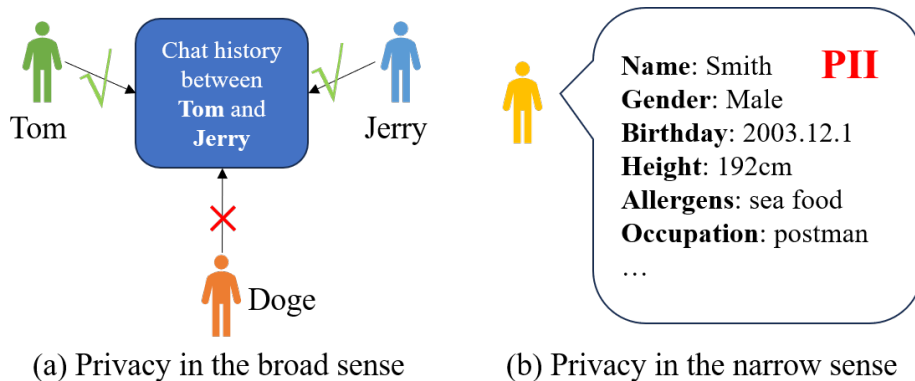 Chat history
between
Tom and
Jerry
Tom
Jerry
Doge
(a) Privacy in the broad sense
PII
Name: Smith
Gender: Male
Birthday: 2003.12.1
Height: 192cm
Allergens: sea food
Occupation: postman
…
(b) Privacy in the narrow sense